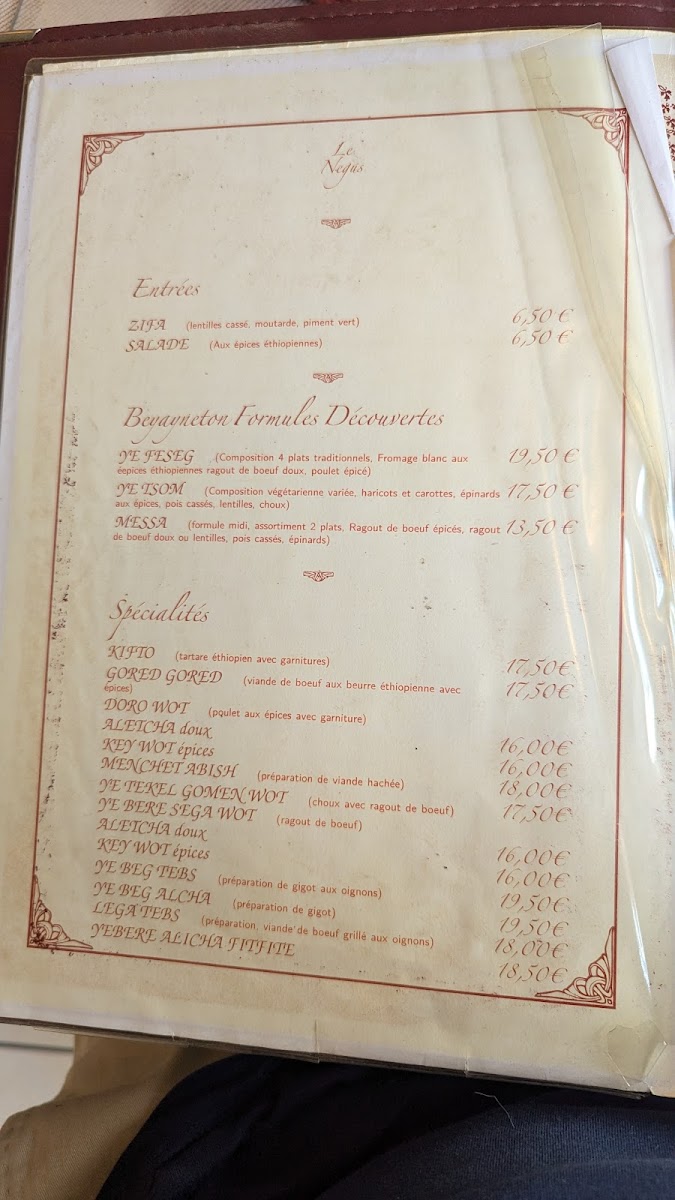 Le
Negus
Entrées
ZIFA (lentilles cassé, moutarde, piment vert) 6,50 €
SALADE (Aux épices éthiopiennes) 6,50 €
Beyayneton Formules Découvertes
YE FESEG (Composition 4 plats traditionnels, Fromage blanc aux 19,50 €
éepices éthiopiennes ragout de boeuf doux, poulet épicé)
YE TSOM (Composition végétarienne variée, haricots et carottes, épinards 17,50 €
aux épices, pois cassés, lentilles, choux)
MESSA (formule midi, assortiment 2 plats, Ragout de boeuf épicés, ragout 13,50 €
de boeuf doux ou lentilles, pois cassés, épinards)
Spécialités
KIFTO (tartare éthiopien avec garnitures) 17,50€
GORED GORED (viande de boeuf aux beurre éthiopienne avec 17,50€
épices)
DORO WOT (poulet aux épices avec garniture)
ALETCHA doux 16,00€
KEY WOT épices 16,00€
MENCHET ABISH (préparation de viande hachée) 18,00€
YE TEKEL GOMEN WOT (choux avec ragout de boeuf) 17,50€
YE BERE SEGA WOT (ragout de boeuf)
ALETCHA doux 16,00€
KEY WOT épices 16,00€
YE BEG TEBS (préparation de gigot aux oignons) 19,50€
YE BEG ALCHA (préparation de gigot) 19,50€
LEGA TEBS (préparation, viande de boeuf grillé aux oignons) 18,00€
YEBERE ALICHA FITFITE 18,50€